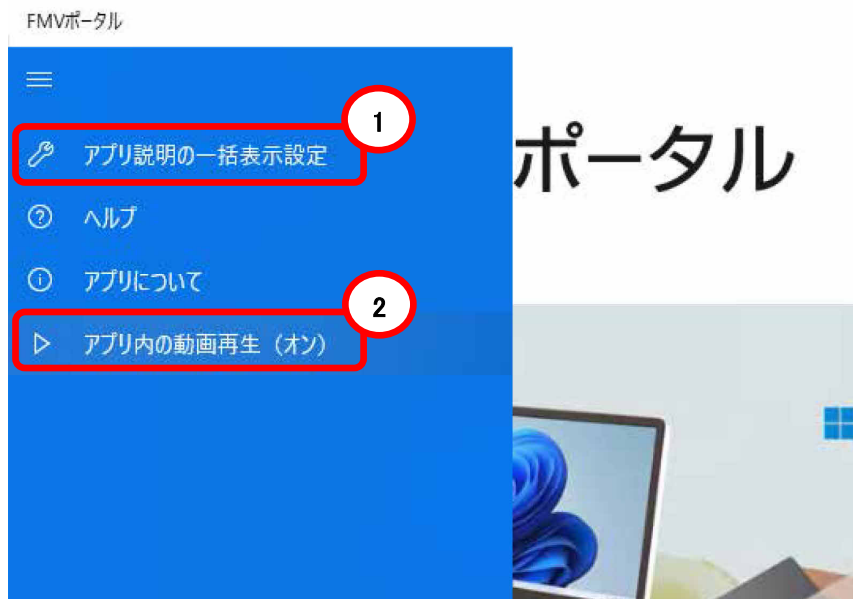 FMVポータル
1
アプリ説明の一括表示設定
ポータル
ヘルプ
アプリについて
2
アプリ内の動画再生（オン）